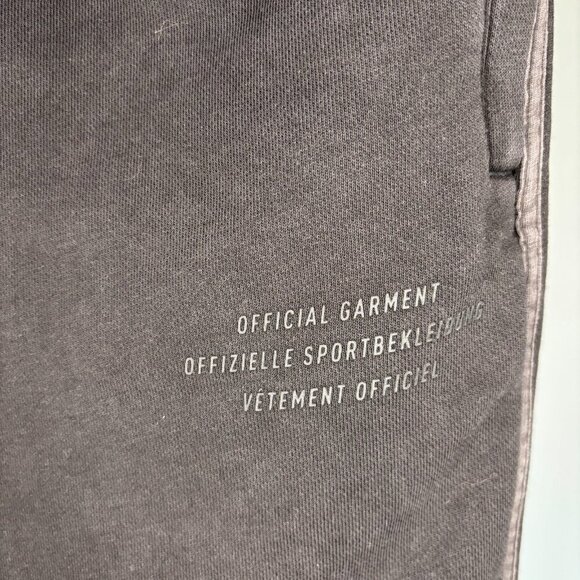 OFFICIAL GARMENT
OFFIZIELLE SPORTBEKLEIDUNG
VÊTEMENT OFFICIEL